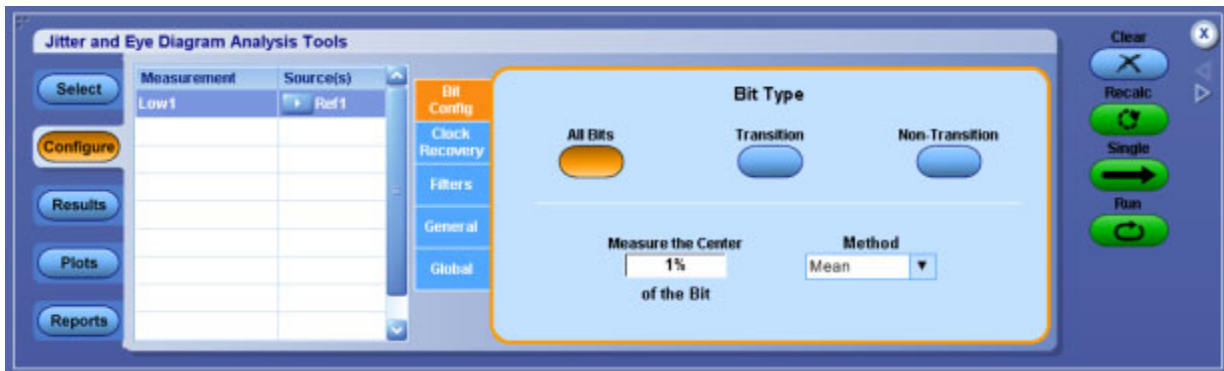 Jitter and Eye Diagram Analysis Tools
Select
Configure
Results
Plots
Reports
Measurement Source(s)
Low1 Ref1
Bit
Config
Clock
Recovery
Filters
General
Global
Bit Type
All Bits Transition Non-Transition
Measure the Center
1%
of the Bit
Method
Mean
Clear
X
Recalc
Single
Run